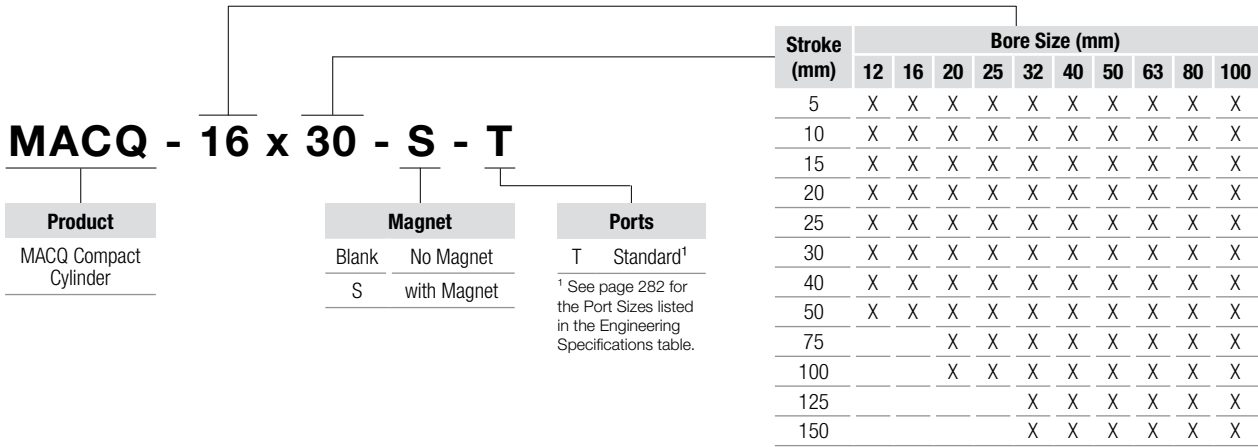 MACQ - 16 x 30 - S - T
Product
MACQ Compact
Cylinder
Magnet
Blank No Magnet
S with Magnet
Ports
T Standard¹
¹ See page 282 for
the Port Sizes listed
in the Engineering
Specifications table.
Stroke Bore Size (mm)
(mm) 12 16 20 25 32 40 50 63 80 100
5 X X X X X X X X X X
10 X X X X X X X X X X
15 X X X X X X X X X X
20 X X X X X X X X X X
25 X X X X X X X X X X
30 X X X X X X X X X X
40 X X X X X X X X X X
50 X X X X X X X X X X
75 X X X X X X X X
100 X X X X X X X X
125 X X X X X X
150 X X X X X X